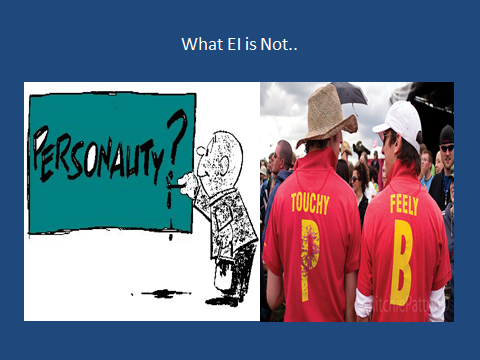 What EI is Not..
PERSONALITY?
TOUCHY
P
FEELY
B